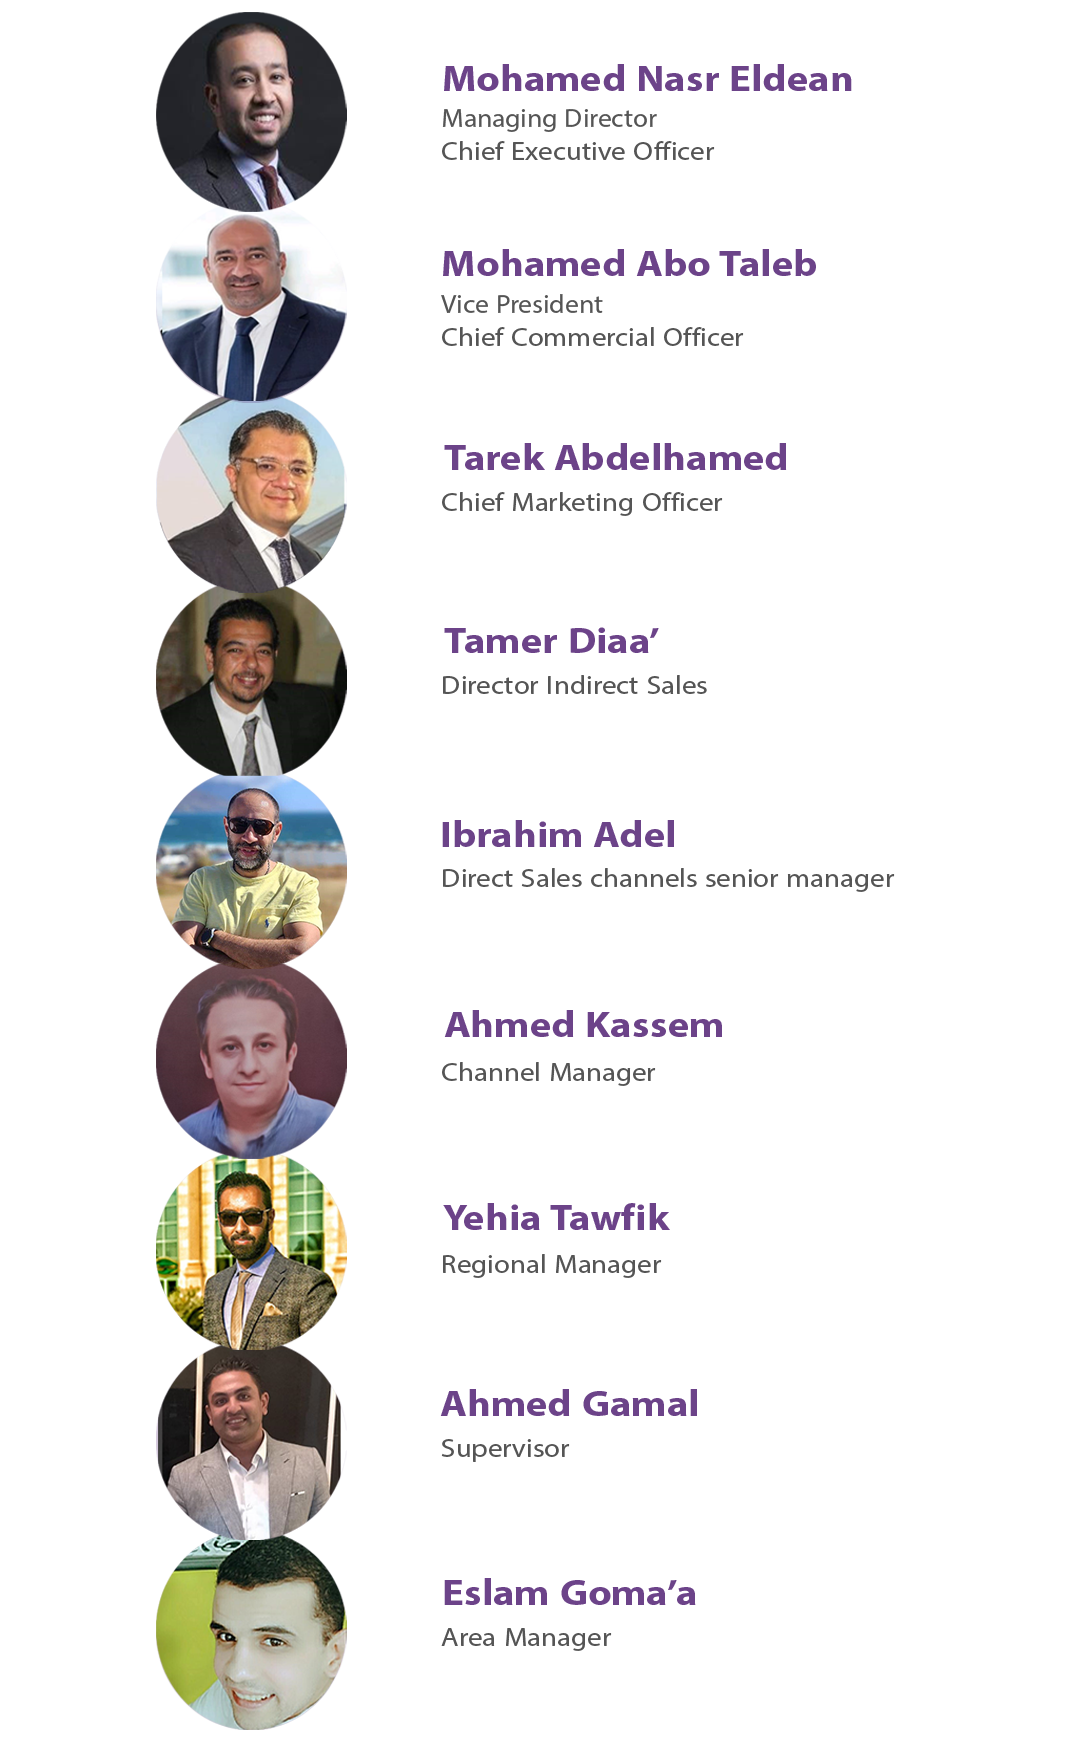 Mohamed Nasr Eldean
Managing Director
Chief Executive Officer
Mohamed Abo Taleb
Vice President
Chief Commercial Officer
Tarek Abdelhamed
Chief Marketing Officer
Tamer Diaa’
Director Indirect Sales
Ibrahim Adel
Direct Sales channels senior manager
Ahmed Kassem
Channel Manager
Yehia Tawfik
Regional Manager
Ahmed Gamal
Supervisor
Eslam Goma’a
Area Manager